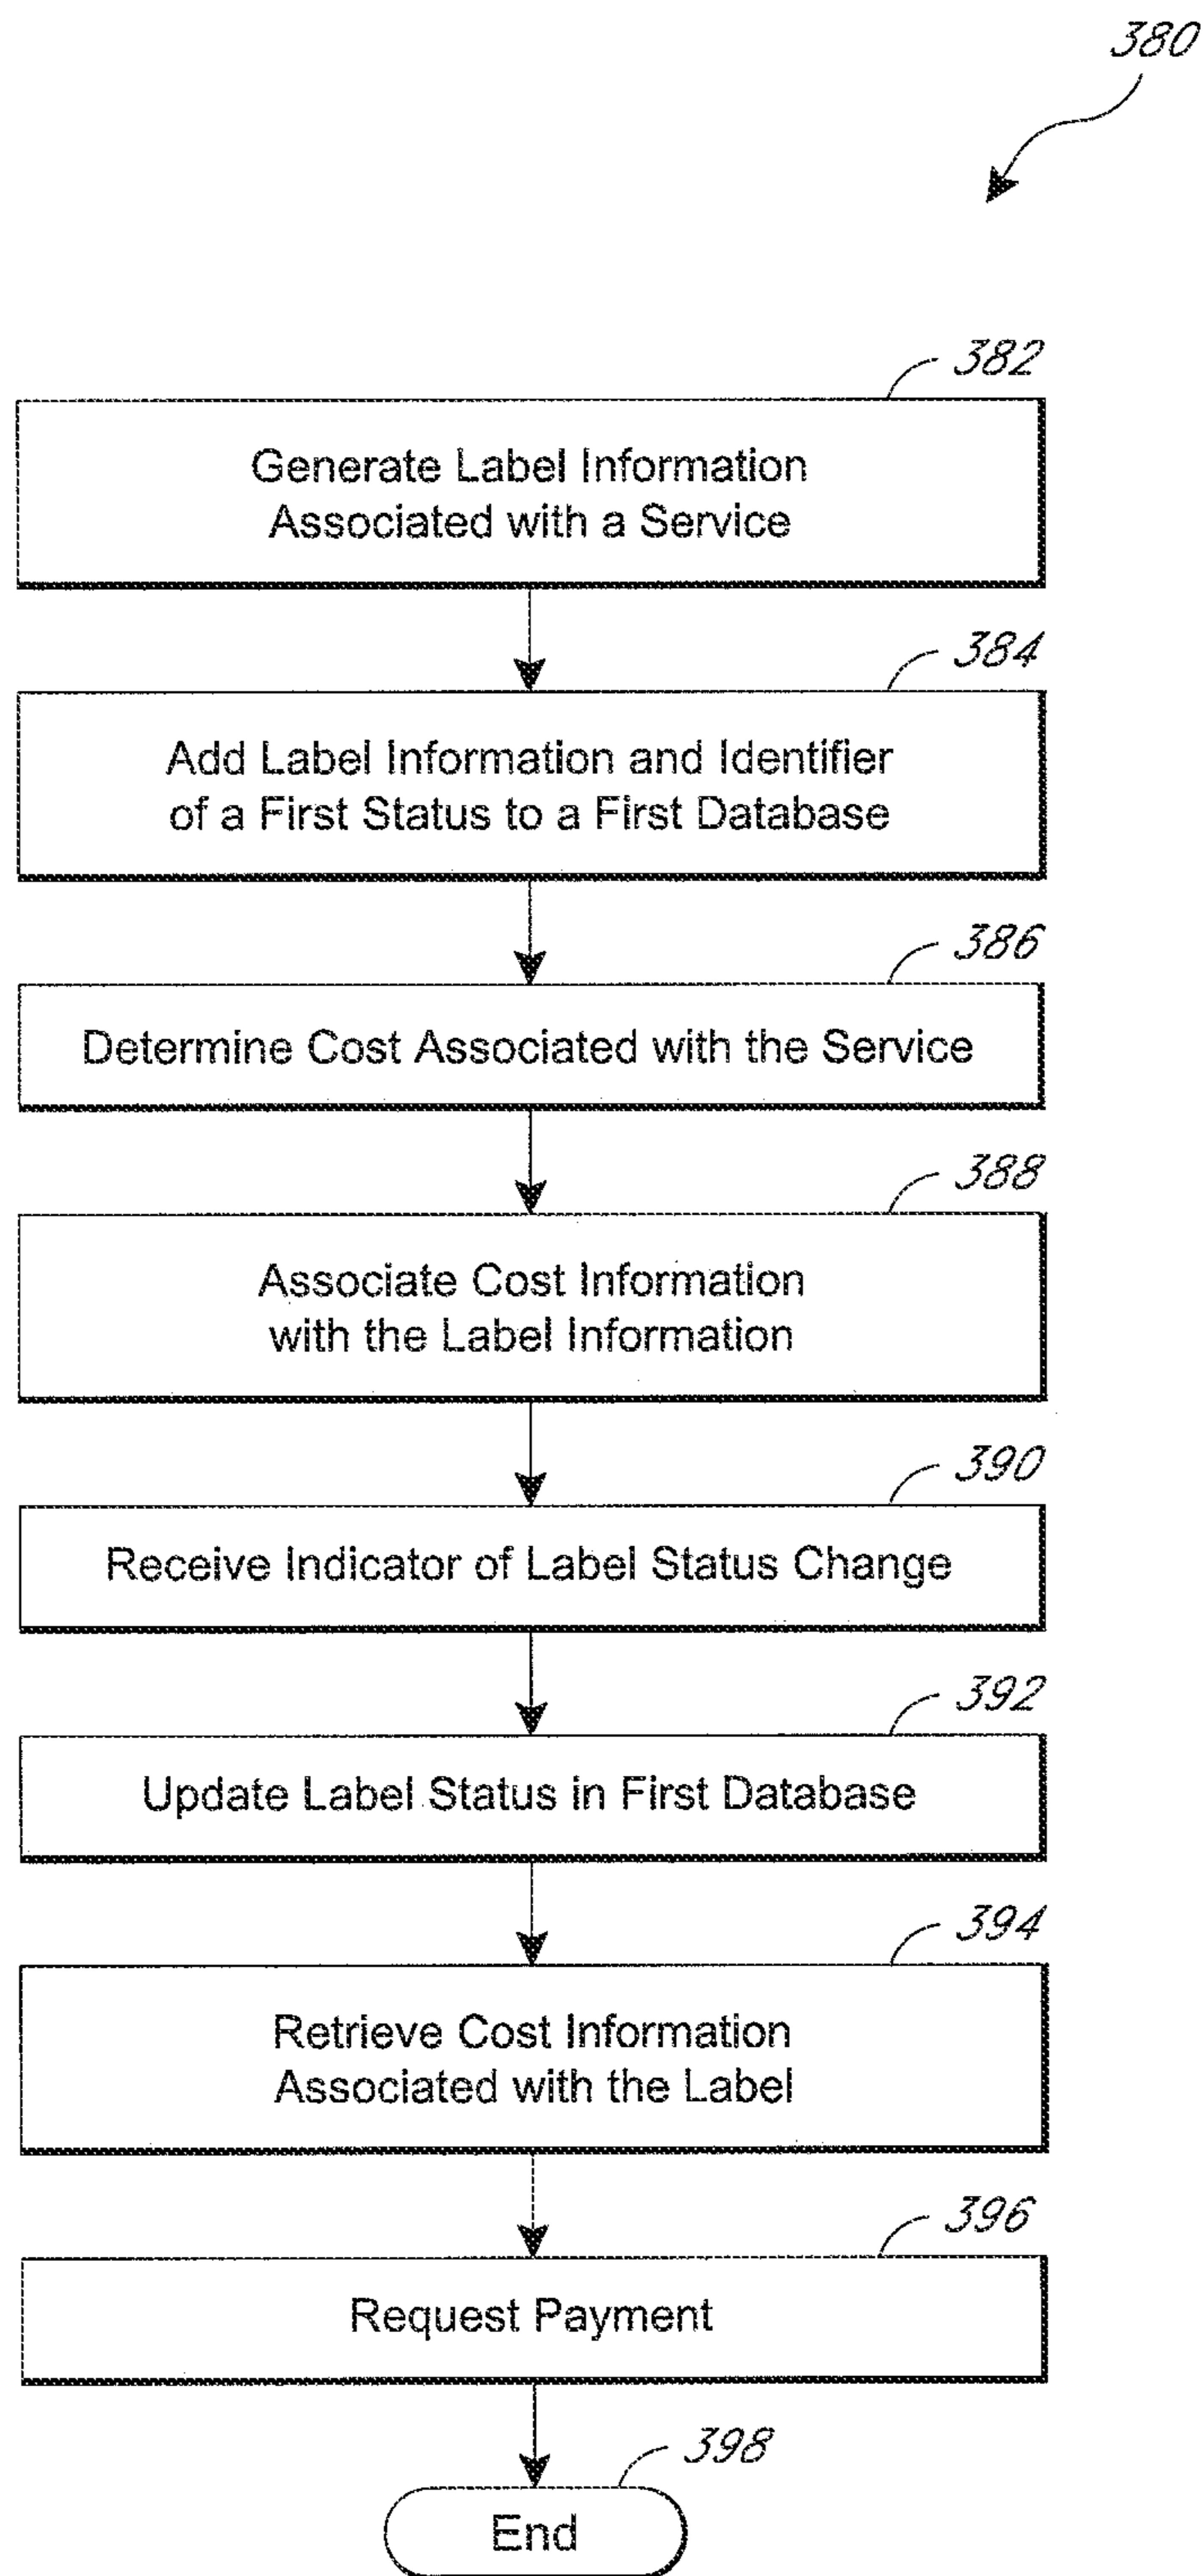 380
382
Generate Label Information
Associated with a Service
384
Add Label Information and Identifier
of a First Status to a First Database
386
Determine Cost Associated with the Service
388
Associate Cost Information
with the Label Information
390
Receive Indicator of Label Status Change
392
Update Label Status in First Database
394
Retrieve Cost Information
Associated with the Label
396
Request Payment
398
End